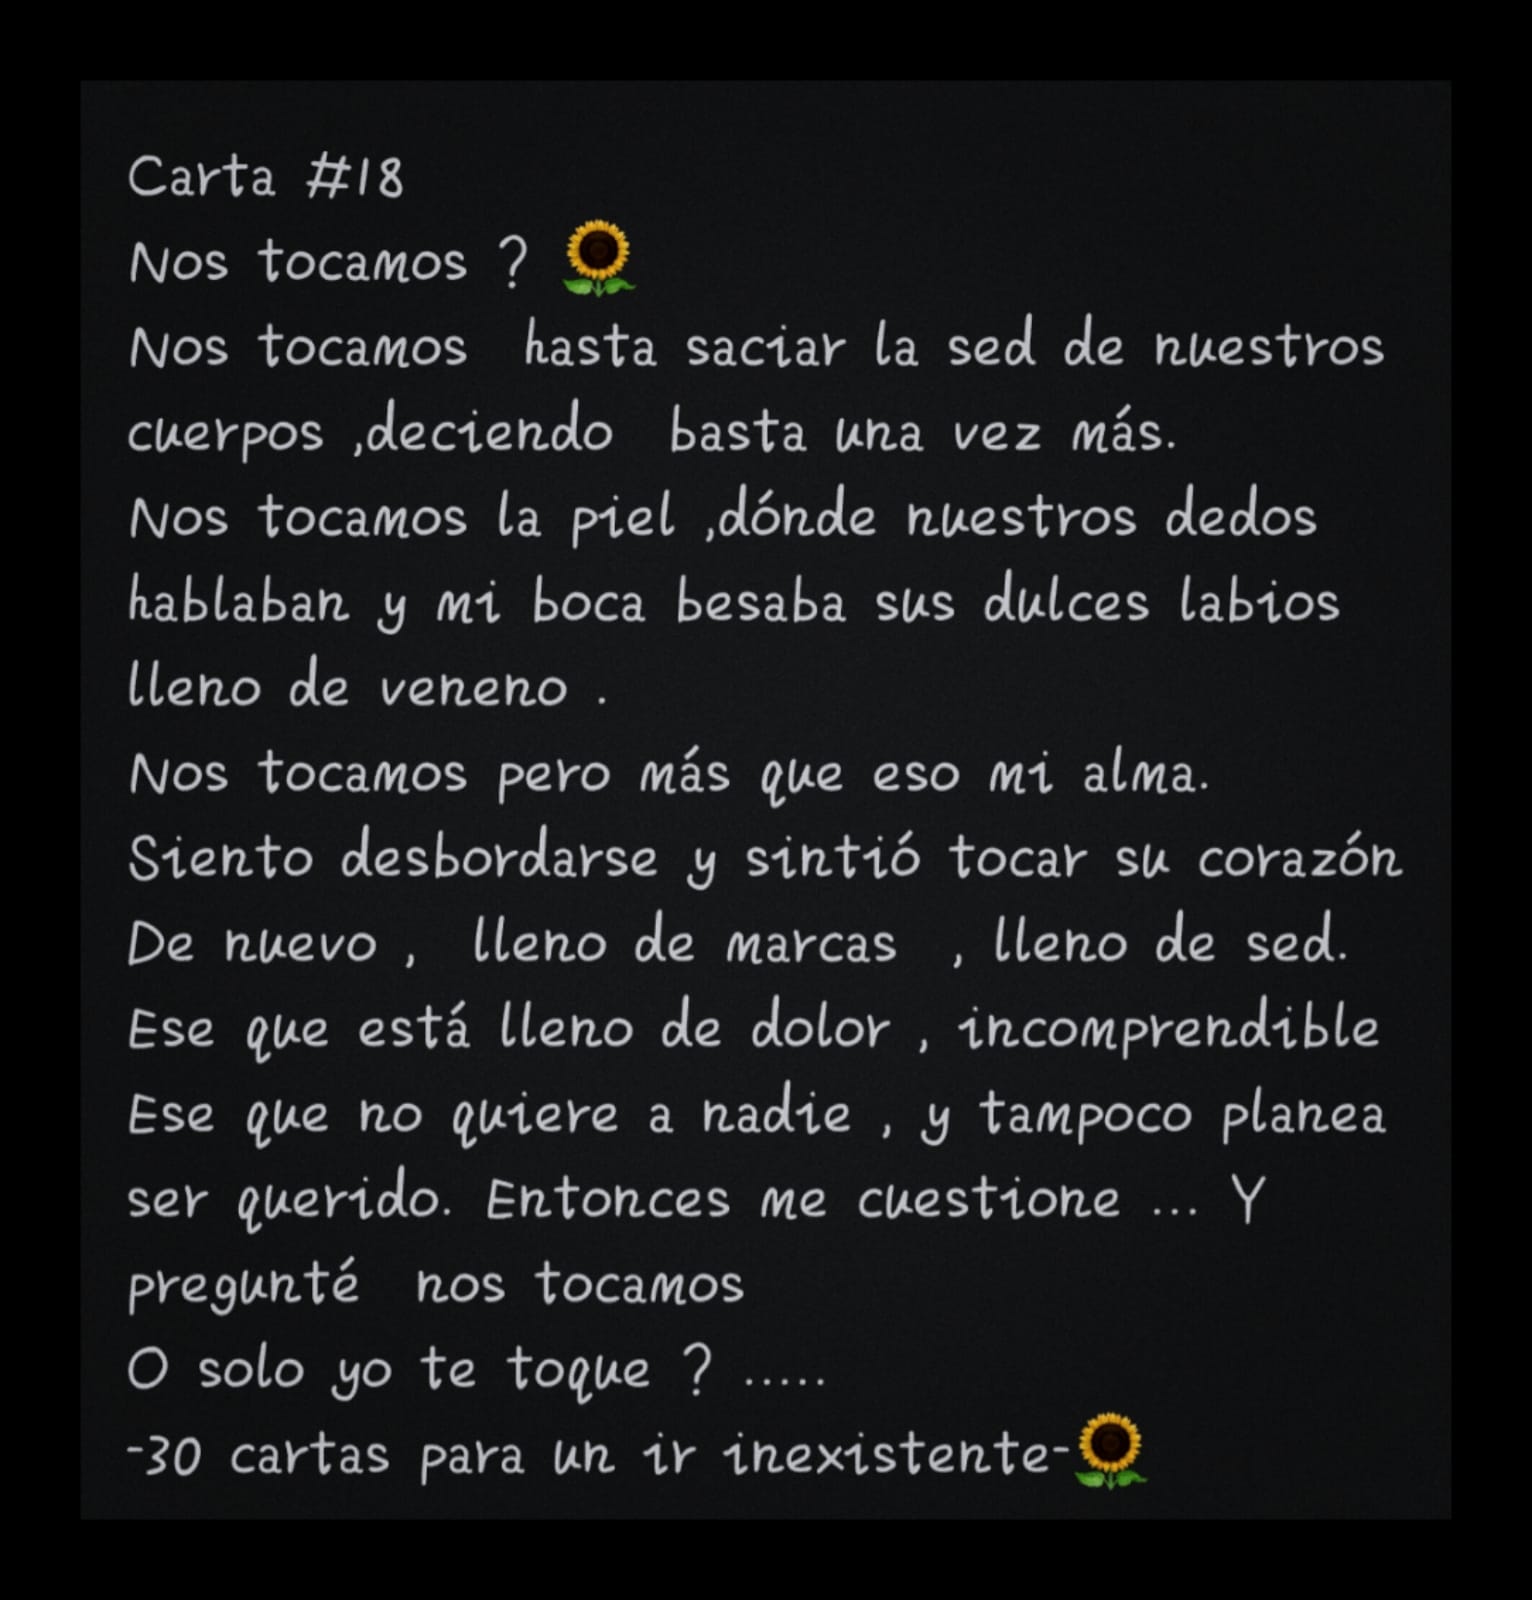 Carta #18
Nos tocamos ? 🌻
Nos tocamos  hasta saciar la sed de nuestros
cuerpos ,deciendo  basta una vez más.
Nos tocamos la piel ,dónde nuestros dedos
hablaban y mi boca besaba sus dulces labios
lleno de veneno .
Nos tocamos pero más que eso mi alma.
Siento desbordarse y sintió tocar su corazón
De nuevo ,  lleno de marcas  , lleno de sed.
Ese que está lleno de dolor , incomprendible
Ese que no quiere a nadie , y tampoco planea
ser querido. Entonces me cuestione ... Y
pregunté  nos tocamos
O solo yo te toque ? .....
-30 cartas para un ir inexistente-🌻